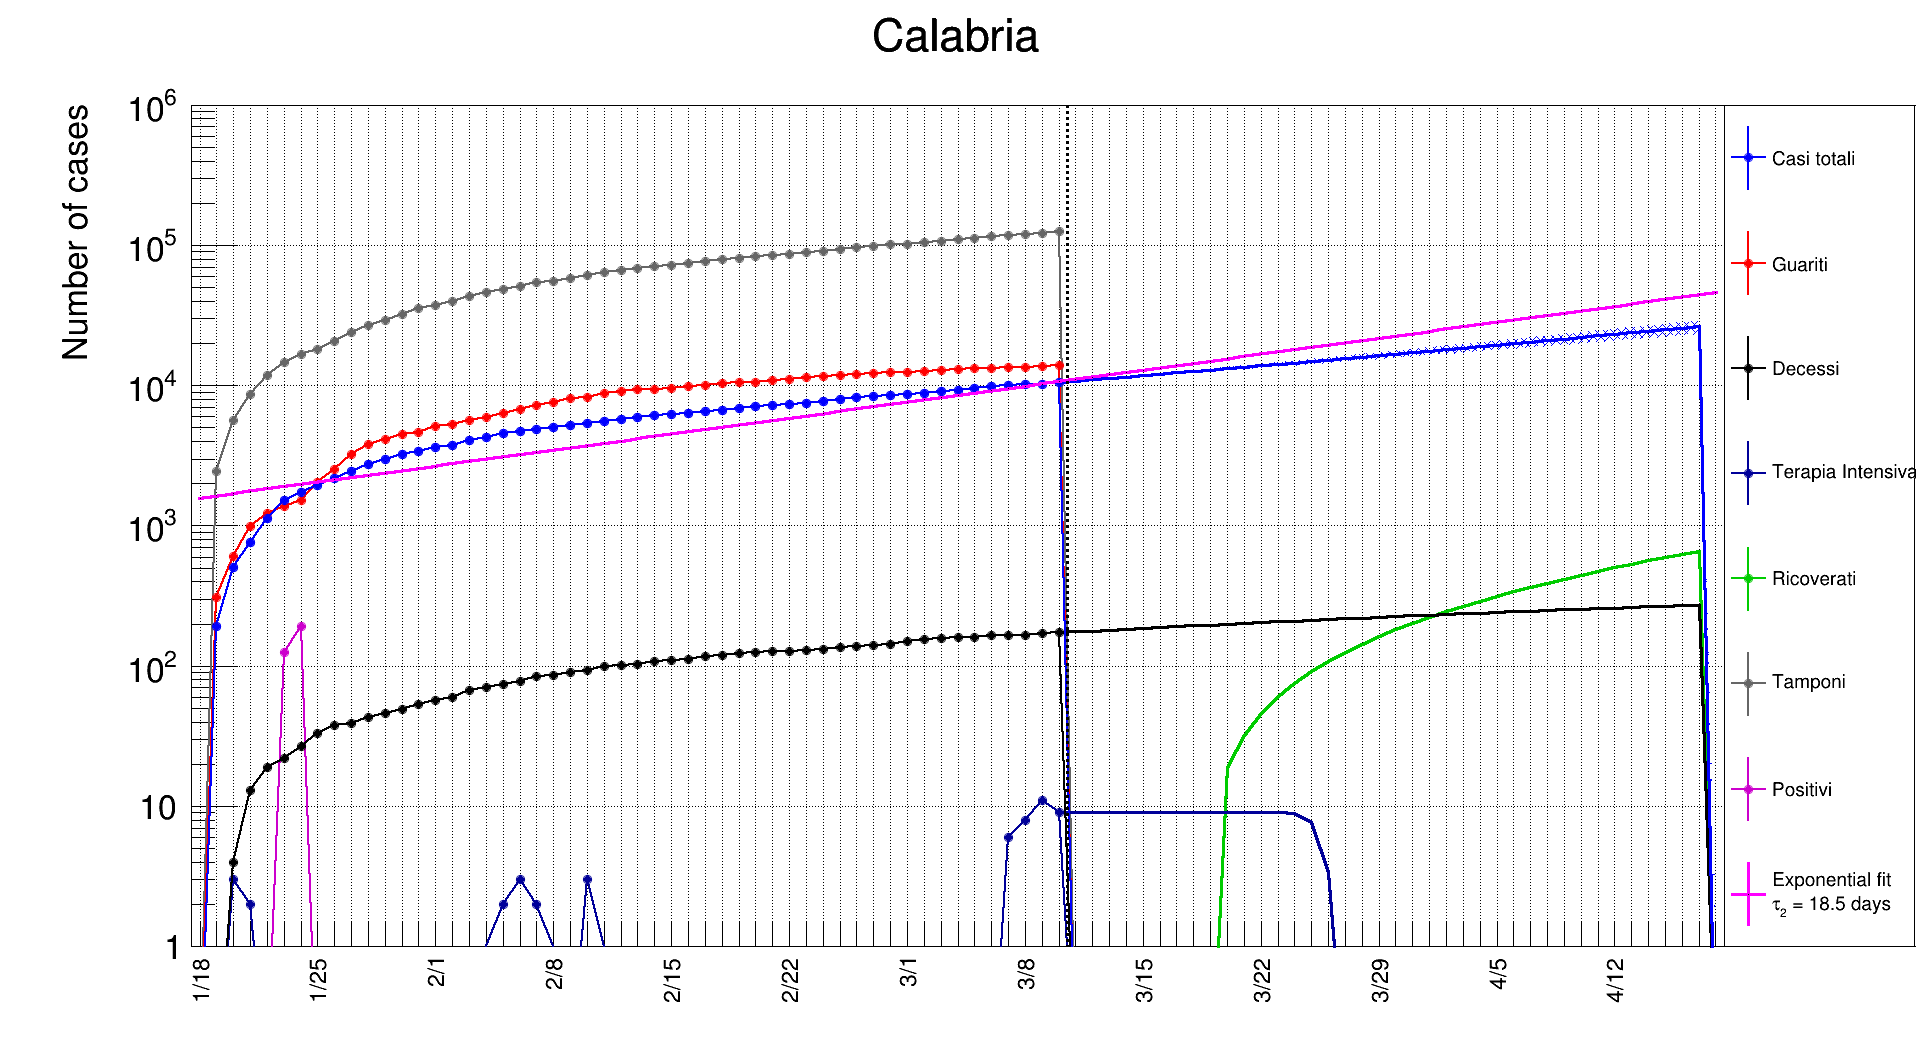 Calabria
Number of cases
10^6
10^5
10^4
10^3
10^2
10
1
1/18
1/25
2/1
2/8
2/15
2/22
3/1
3/8
3/15
3/22
3/29
4/5
4/12
Casi totali
Guariti
Decessi
Terapia Intensiva
Ricoverati
Tamponi
Positivi
Exponential fit
τ₂ = 18.5 days